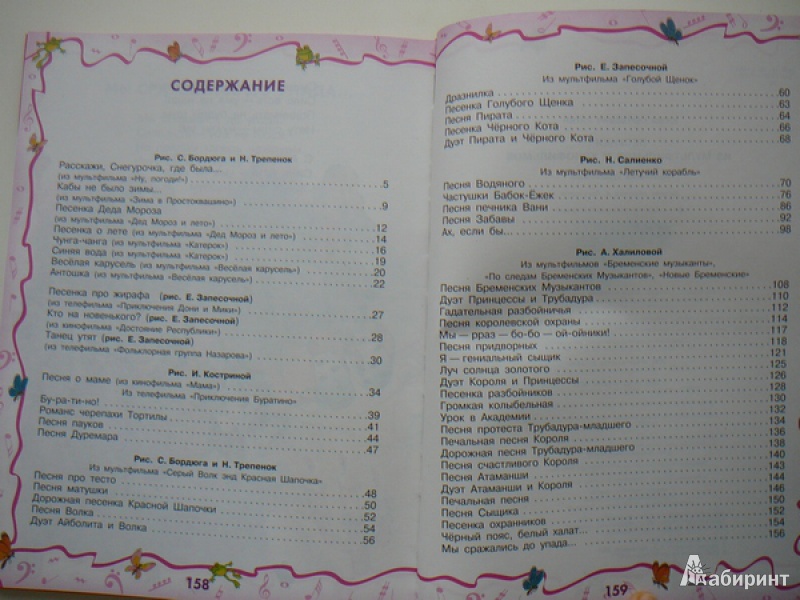 СОДЕРЖАНИЕ
Рис. С. Бордюга и Н. Трепенок
Расскажи, Снегурочка, где была...
(из мультфильма «Ну, погоди!») 5
Кабы не было зимы...
(из мультфильма «Зима в Простоквашино») 9
Песенка Деда Мороза
(из мультфильма «Дед Мороз и лето») 12
Песенка о лете (из мультфильма «Дед Мороз и лето») 14
Чунга-чанга (из мультфильма «Катерок») 16
Синяя вода (из мультфильма «Катерок») 19
Весёлая карусель (из мультфильма «Весёлая карусель») 20
Антошка (из мультфильма «Весёлая карусель») 22
Песенка про жирафа (рис. Е. Запесочной)
(из телефильма «Приключения Дони и Мики») 27
Кто на новенького? (рис. Е. Запесочной)
(из кинофильма «Достояние Республики») 28
Танец утят (рис. Е. Запесочной)
(из телефильма «Фольклорная группа Назарова») 30
Рис. И. Костриной
Песня о маме (из кинофильма «Мама») 34
Из телефильма «Приключения Буратино»
Бу-ра-ти-но! 39
Романс черепахи Тортилы 41
Песня пауков 44
Песня Дуремара 47
Рис. С. Бордюга и Н. Трепенок
Из мультфильма «Серый Волк энд Красная Шапочка»
Песня про тесто 48
Песня матушки 50
Дорожная песенка Красной Шапочки 52
Песня Волка 54
Дуэт Айболита и Волка 56
158
Рис. Е. Запесочной
Из мультфильма «Голубой Щенок»
Дразнилка 60
Песенка Голубого Щенка 63
Песня Пирата 64
Песенка Чёрного Кота 66
Дуэт Пирата и Чёрного Кота 68
Рис. Н. Салиенко
Из мультфильма «Летучий корабль»
Песня Водяного 70
Частушки Бабок-Ёжек 76
Песня печника Вани 86
Песня Забавы 92
Ах, если бы... 98
Рис. А. Халиловой
Из мультфильмов «Бременские музыканты»,
«По следам Бременских Музыкантов», «Новые Бременские»
Песня Бременских Музыкантов 108
Дуэт Принцессы и Трубадура 110
Гадательная разбойничья 112
Песня королевской охраны 114
Мы — рраз — бо-бо — ой-ойники! 117
Песня придворных 118
Я — гениальный сыщик 121
Луч солнца золотого 125
Дуэт Короля и Принцессы 126
Песенка разбойников 128
Громкая колыбельная 130
Урок в Академии 132
Песня протеста Трубадура-младшего 134
Печальная песня Короля 136
Дорожная песня Трубадура-младшего 138
Песня счастливого Короля 140
Песня Атаманши 143
Дуэт Атаманши и Короля 144
Печальная песня 146
Песня Сыщика 150
Песенка охранников 152
Чёрный пояс, белый халат... 154
Мы сражались до упада... 156
159
Лабиринт